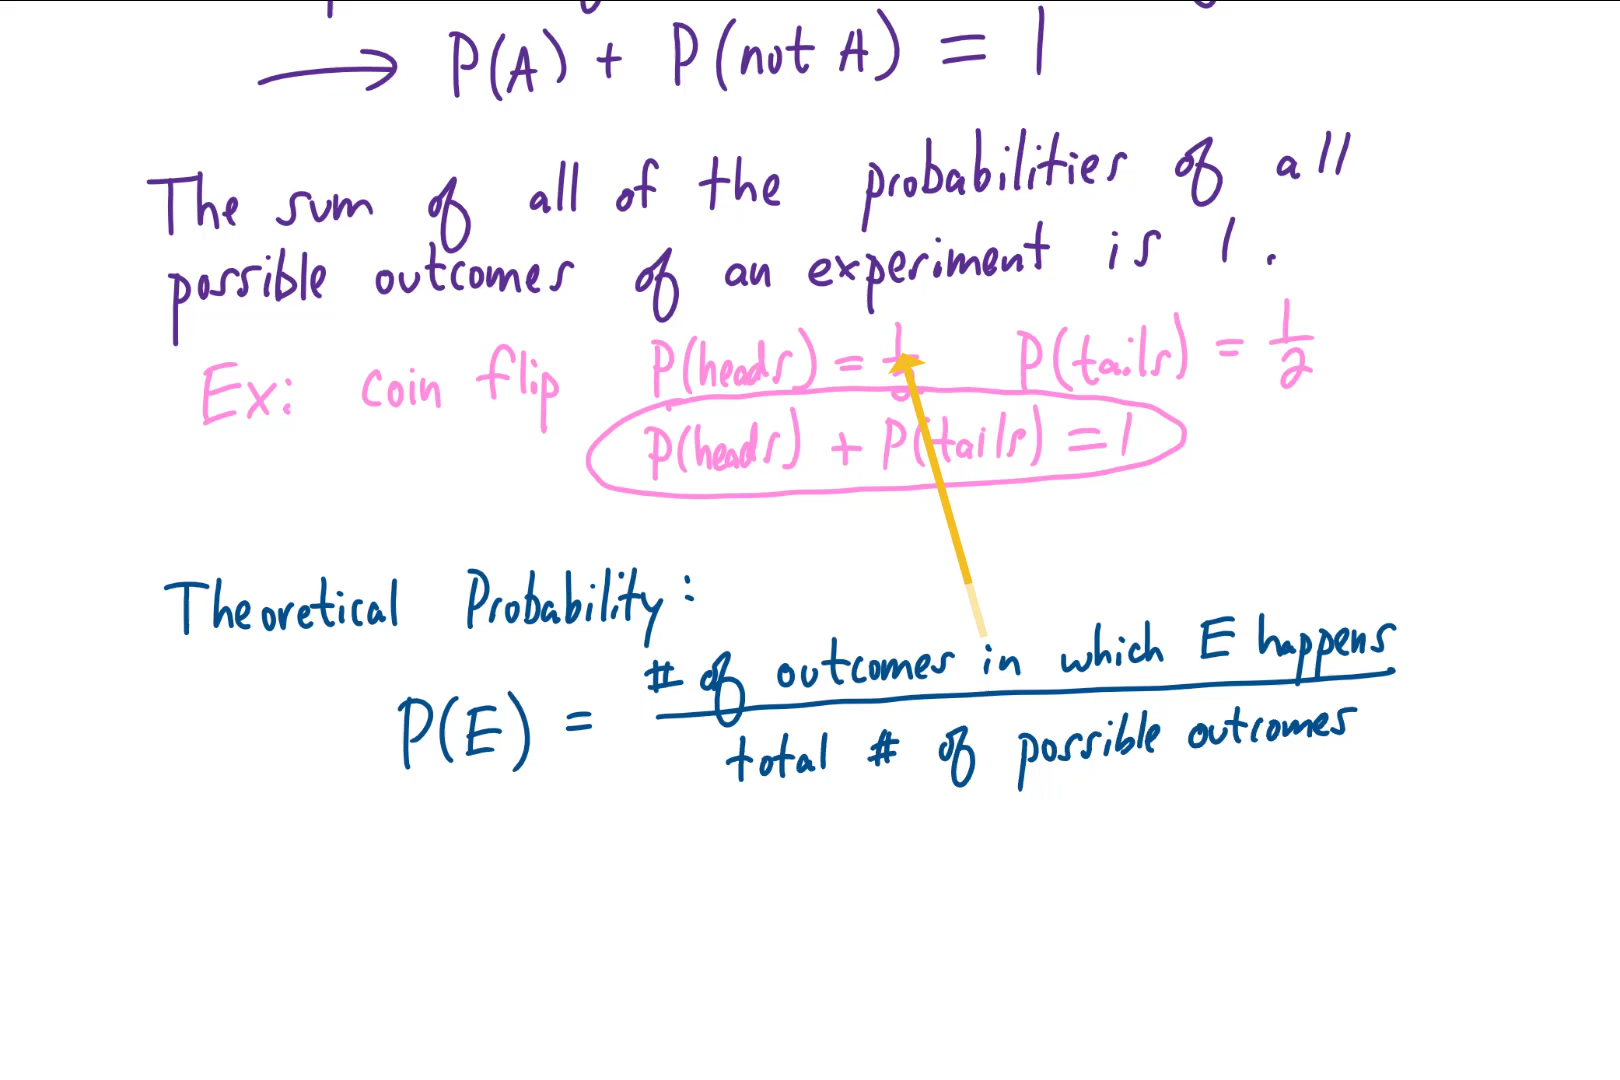 → P(A) + P(not A) = 1
The sum of all of the probabilities of all
possible outcomes of an experiment is 1.
Ex: coin flip P(heads) = 1/2 P(tails) = 1/2
P(heads) + P(tails) = 1
Theoretical Probability:
P(E) = # of outcomes in which E happens
total # of possible outcomes